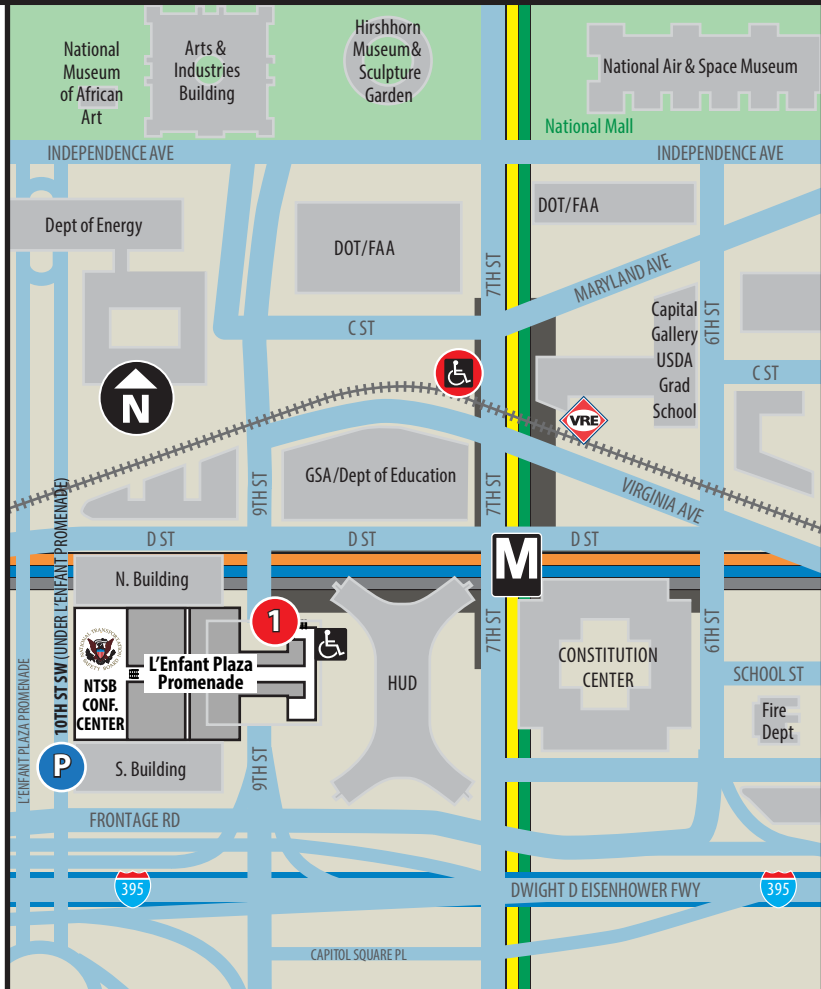 National
Museum
of African
Art
Arts &
Industries
Building
Hirshhorn
Museum&
Sculpture
Garden
National Air & Space Museum
National Mall
INDEPENDENCE AVE
INDEPENDENCE AVE
Dept of Energy
DOT/FAA
DOT/FAA
7TH ST
MARYLAND AVE
C ST
Capital
Gallery
USDA
Grad
School
6TH ST
C ST
N
VRE
GSA/Dept of Education
9TH ST
7TH ST
VIRGINIA AVE
D ST
D ST
D ST
M
N. Building
1
NATIONAL TRANSPORTATION
SAFETY BOARD
NTSB
CONF.
CENTER
L'Enfant Plaza
Promenade
10TH ST SW (UNDER L'ENFANT PROMENADE)
L'ENFANT PLAZA PROMENADE
HUD
7TH ST
CONSTITUTION
CENTER
6TH ST
SCHOOL ST
Fire
Dept
P
S. Building
9TH ST
FRONTAGE RD
395
DWIGHT D EISENHOWER FWY
395
CAPITOL SQUARE PL